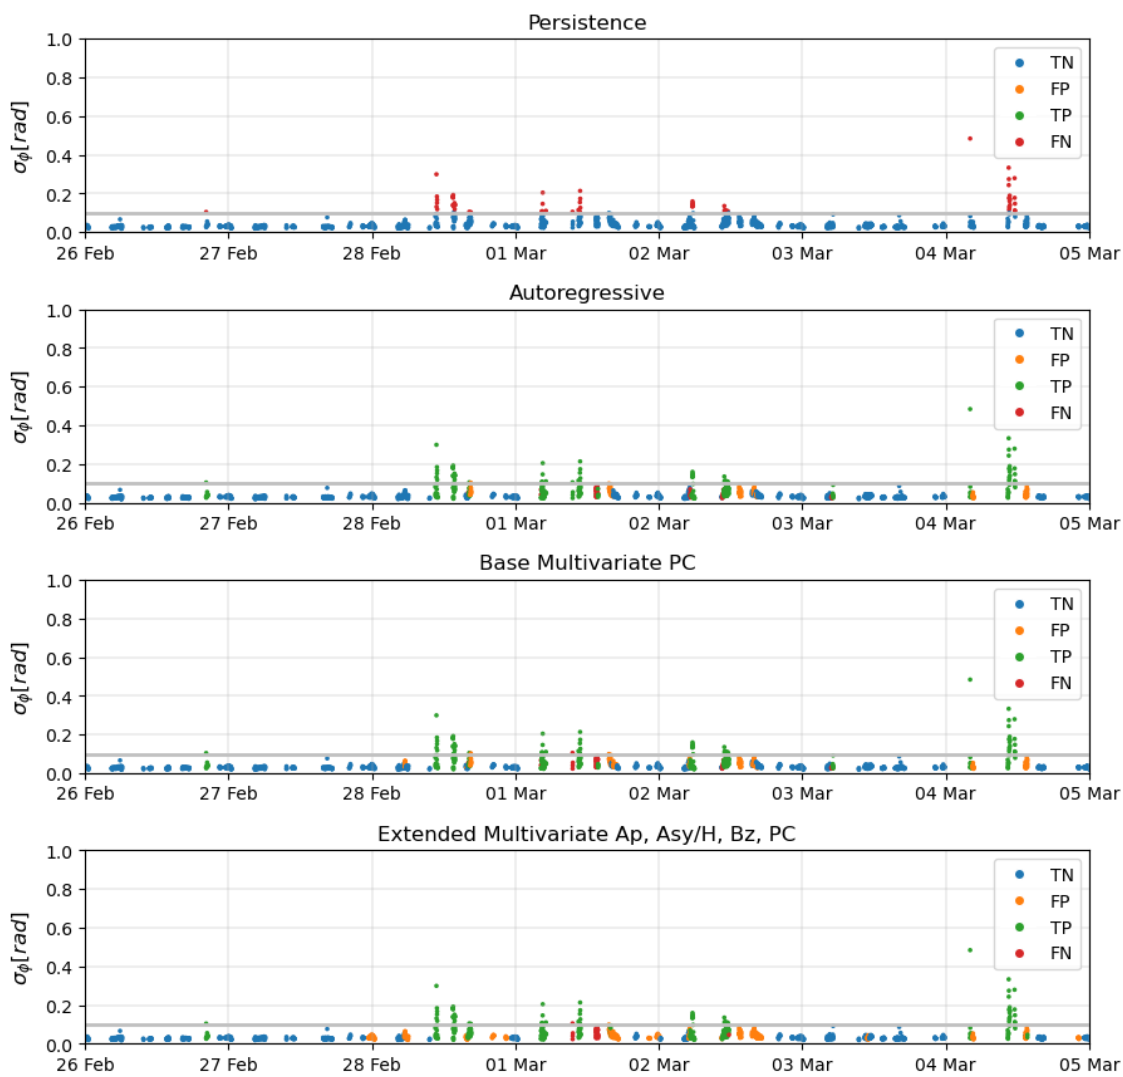 Persistence
1.0
0.8
0.6
0.4
0.2
0.0
σϕ[rad]
TN
FP
TP
FN
26 Feb 27 Feb 28 Feb 01 Mar 02 Mar 03 Mar 04 Mar 05 Mar
Autoregressive
1.0
0.8
0.6
0.4
0.2
0.0
σϕ[rad]
TN
FP
TP
FN
26 Feb 27 Feb 28 Feb 01 Mar 02 Mar 03 Mar 04 Mar 05 Mar
Base Multivariate PC
1.0
0.8
0.6
0.4
0.2
0.0
σϕ[rad]
TN
FP
TP
FN
26 Feb 27 Feb 28 Feb 01 Mar 02 Mar 03 Mar 04 Mar 05 Mar
Extended Multivariate Ap, Asy/H, Bz, PC
1.0
0.8
0.6
0.4
0.2
0.0
σϕ[rad]
TN
FP
TP
FN
26 Feb 27 Feb 28 Feb 01 Mar 02 Mar 03 Mar 04 Mar 05 Mar